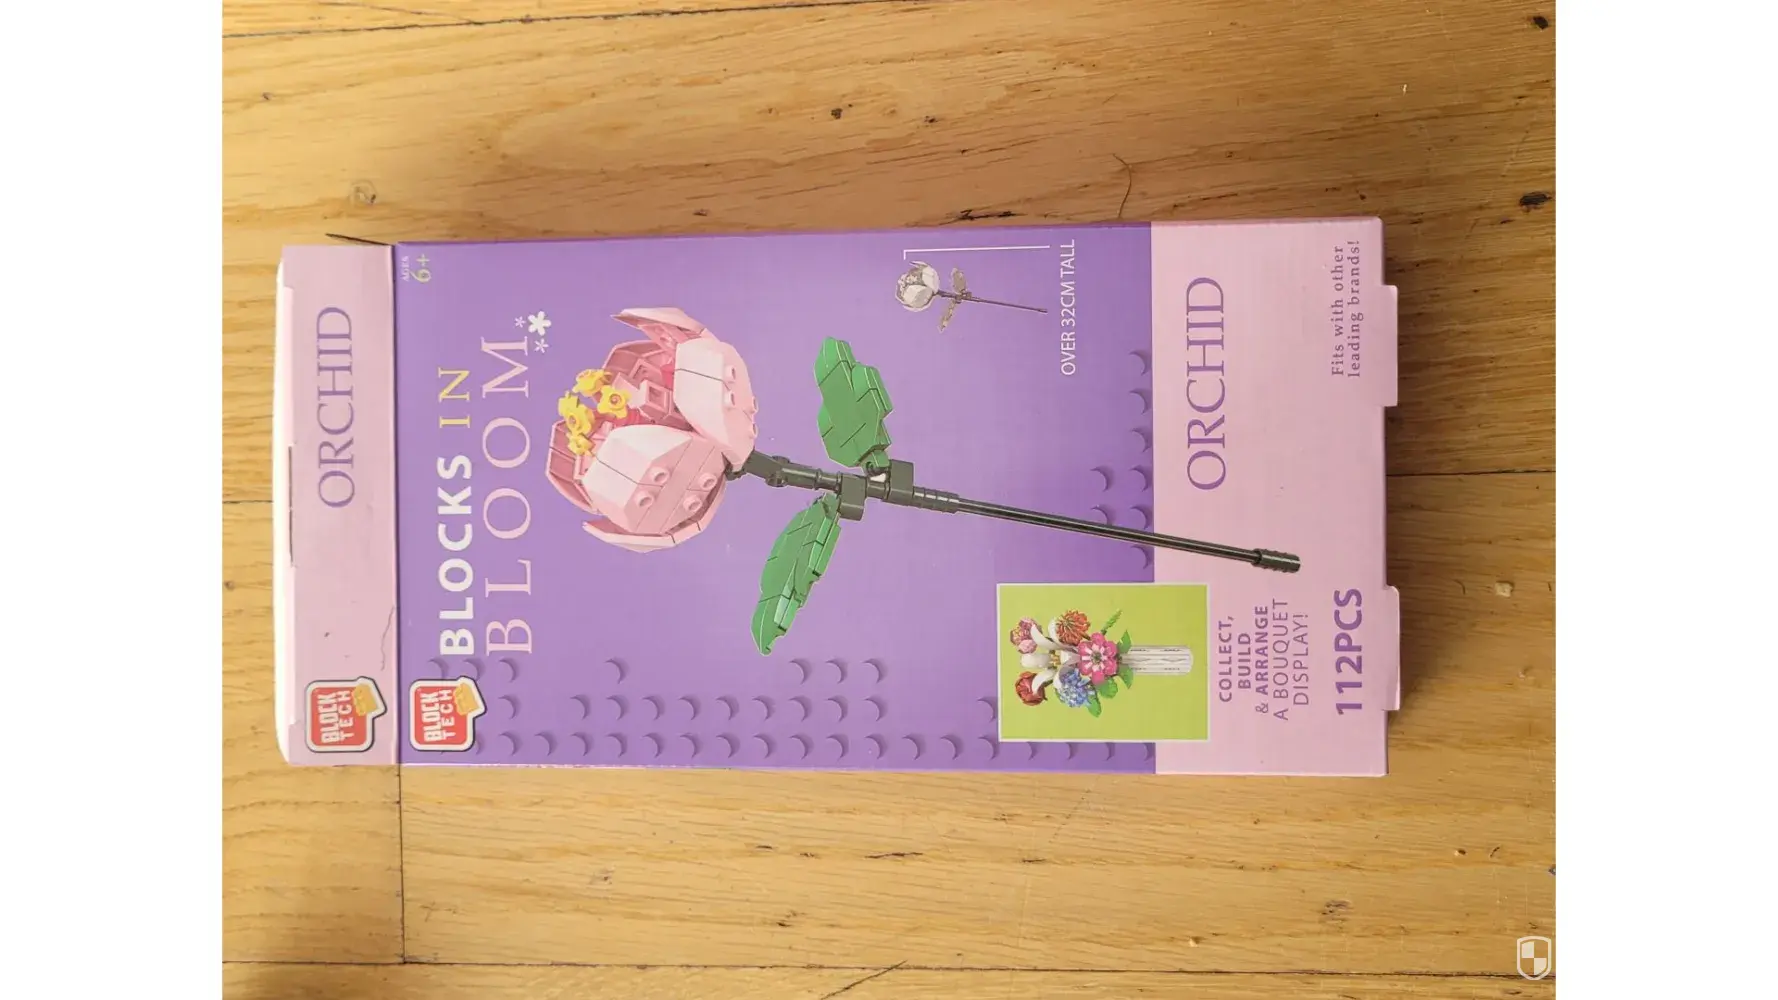 ORCHID
BLOCK
TECH
AGES
6+
BLOCKS IN
BLOOM
BLOCK
TECH
OVER 32CM TALL
ORCHID
COLLECT,
BUILD
& ARRANGE
A BOUQUET
DISPLAY!
Fits with other
leading brands!
112PCS